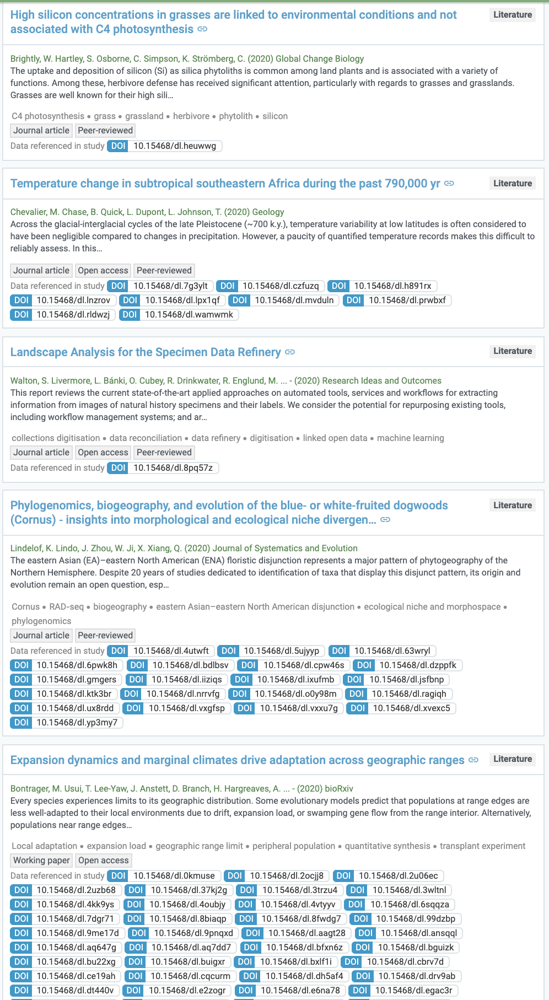 High silicon concentrations in grasses are linked to environmental conditions and not
associated with C4 photosynthesis
Literature
Brightly, W. Hartley, S. Osborne, C. Simpson, K. Strömberg, C. (2020) Global Change Biology
The uptake and deposition of silicon (Si) as silica phytoliths is common among land plants and is associated with a variety of
functions. Among these, herbivore defense has received significant attention, particularly with regards to grasses and grasslands.
Grasses are well known for their high sili...
C4 photosynthesis • grass • grassland • herbivore • phytolith • silicon
Journal article Peer-reviewed
Data referenced in study DOI 10.15468/dl.heuwwg
Temperature change in subtropical southeastern Africa during the past 790,000 yr
Literature
Chevalier, M. Chase, B. Quick, L. Dupont, L. Johnson, T. (2020) Geology
Across the glacial-interglacial cycles of the late Pleistocene (~700 k.y.), temperature variability at low latitudes is often considered to
have been negligible compared to changes in precipitation. However, a paucity of quantified temperature records makes this difficult to
reliably assess. In this...
Journal article Open access Peer-reviewed
Data referenced in study DOI 10.15468/dl.7g3ylt DOI 10.15468/dl.czfuzq DOI 10.15468/dl.h891rx
DOI 10.15468/dl.lnzrov DOI 10.15468/dl.lpx1qf DOI 10.15468/dl.mvduln DOI 10.15468/dl.prwbxf
DOI 10.15468/dl.rldwzj DOI 10.15468/dl.wamwmk
Landscape Analysis for the Specimen Data Refinery
Literature
Walton, S. Livermore, L. Bánki, O. Cubey, R. Drinkwater, R. Englund, M. ... - (2020) Research Ideas and Outcomes
This report reviews the current state-of-the-art applied approaches on automated tools, services and workflows for extracting
information from images of natural history specimens and their labels. We consider the potential for repurposing existing tools,
including workflow management systems; and ar...
collections digitisation • data reconciliation • data refinery • digitisation • linked open data • machine learning
Journal article Open access Peer-reviewed
Data referenced in study DOI 10.15468/dl.8pq57z
Phylogenomics, biogeography, and evolution of the blue- or white-fruited dogwoods
(Cornus) - insights into morphological and ecological niche divergen...
Literature
Lindelof, K. Lindo, J. Zhou, W. Ji, X. Xiang, Q. (2020) Journal of Systematics and Evolution
The eastern Asian (EA)–eastern North American (ENA) floristic disjunction represents a major pattern of phytogeography of the
Northern Hemisphere. Despite 20 years of studies dedicated to identification of taxa that display this disjunct pattern, its origin and
evolution remain an open question, esp...
Cornus • RAD-seq • biogeography • eastern Asian–eastern North American disjunction • ecological niche and morphospace •
phylogenomics
Journal article Peer-reviewed
Data referenced in study DOI 10.15468/dl.4utwft DOI 10.15468/dl.5ujyyp DOI 10.15468/dl.63wryl
DOI 10.15468/dl.6pwk8h DOI 10.15468/dl.bdlbsv DOI 10.15468/dl.cpw46s DOI 10.15468/dl.dzppfk
DOI 10.15468/dl.gmgers DOI 10.15468/dl.iiziqs DOI 10.15468/dl.ixufmb DOI 10.15468/dl.jsfbnp
DOI 10.15468/dl.ktk3br DOI 10.15468/dl.nrrvfg DOI 10.15468/dl.o0y98m DOI 10.15468/dl.ragiqh
DOI 10.15468/dl.ux8rdd DOI 10.15468/dl.vxgfsp DOI 10.15468/dl.vxxu7g DOI 10.15468/dl.xvexc5
DOI 10.15468/dl.yp3my7
Expansion dynamics and marginal climates drive adaptation across geographic ranges
Literature
Bontrager, M. Usui, T. Lee-Yaw, J. Anstett, D. Branch, H. Hargreaves, A. ... - (2020) bioRxiv
Every species experiences limits to its geographic distribution. Some evolutionary models predict that populations at range edges are
less well-adapted to their local environments due to drift, expansion load, or swamping gene flow from the range interior. Alternatively,
populations near range edges...
Local adaptation • expansion load • geographic range limit • peripheral population • quantitative synthesis • transplant experiment
Working paper Open access
Data referenced in study DOI 10.15468/dl.0kmuse DOI 10.15468/dl.2ocjj8 DOI 10.15468/dl.2u06ec
DOI 10.15468/dl.2uzb68 DOI 10.15468/dl.37kj2g DOI 10.15468/dl.3trzu4 DOI 10.15468/dl.3wltnl
DOI 10.15468/dl.4kk9ys DOI 10.15468/dl.4oubjy DOI 10.15468/dl.4vtyyv DOI 10.15468/dl.6sqqza
DOI 10.15468/dl.7dgr71 DOI 10.15468/dl.8biaqp DOI 10.15468/dl.8fwdg7 DOI 10.15468/dl.99dzbp
DOI 10.15468/dl.9me17d DOI 10.15468/dl.9pnqxd DOI 10.15468/dl.aagt28 DOI 10.15468/dl.ansqql
DOI 10.15468/dl.aq647g DOI 10.15468/dl.aq7dd7 DOI 10.15468/dl.bfxn6z DOI 10.15468/dl.bguizk
DOI 10.15468/dl.bu22xg DOI 10.15468/dl.buigxr DOI 10.15468/dl.bxlf1i DOI 10.15468/dl.cbrv7d
DOI 10.15468/dl.ce19ah DOI 10.15468/dl.cqcurm DOI 10.15468/dl.dh5af4 DOI 10.15468/dl.drv9ab
DOI 10.15468/dl.dt440v DOI 10.15468/dl.e2zogr DOI 10.15468/dl.e6na78 DOI 10.15468/dl.egac3r